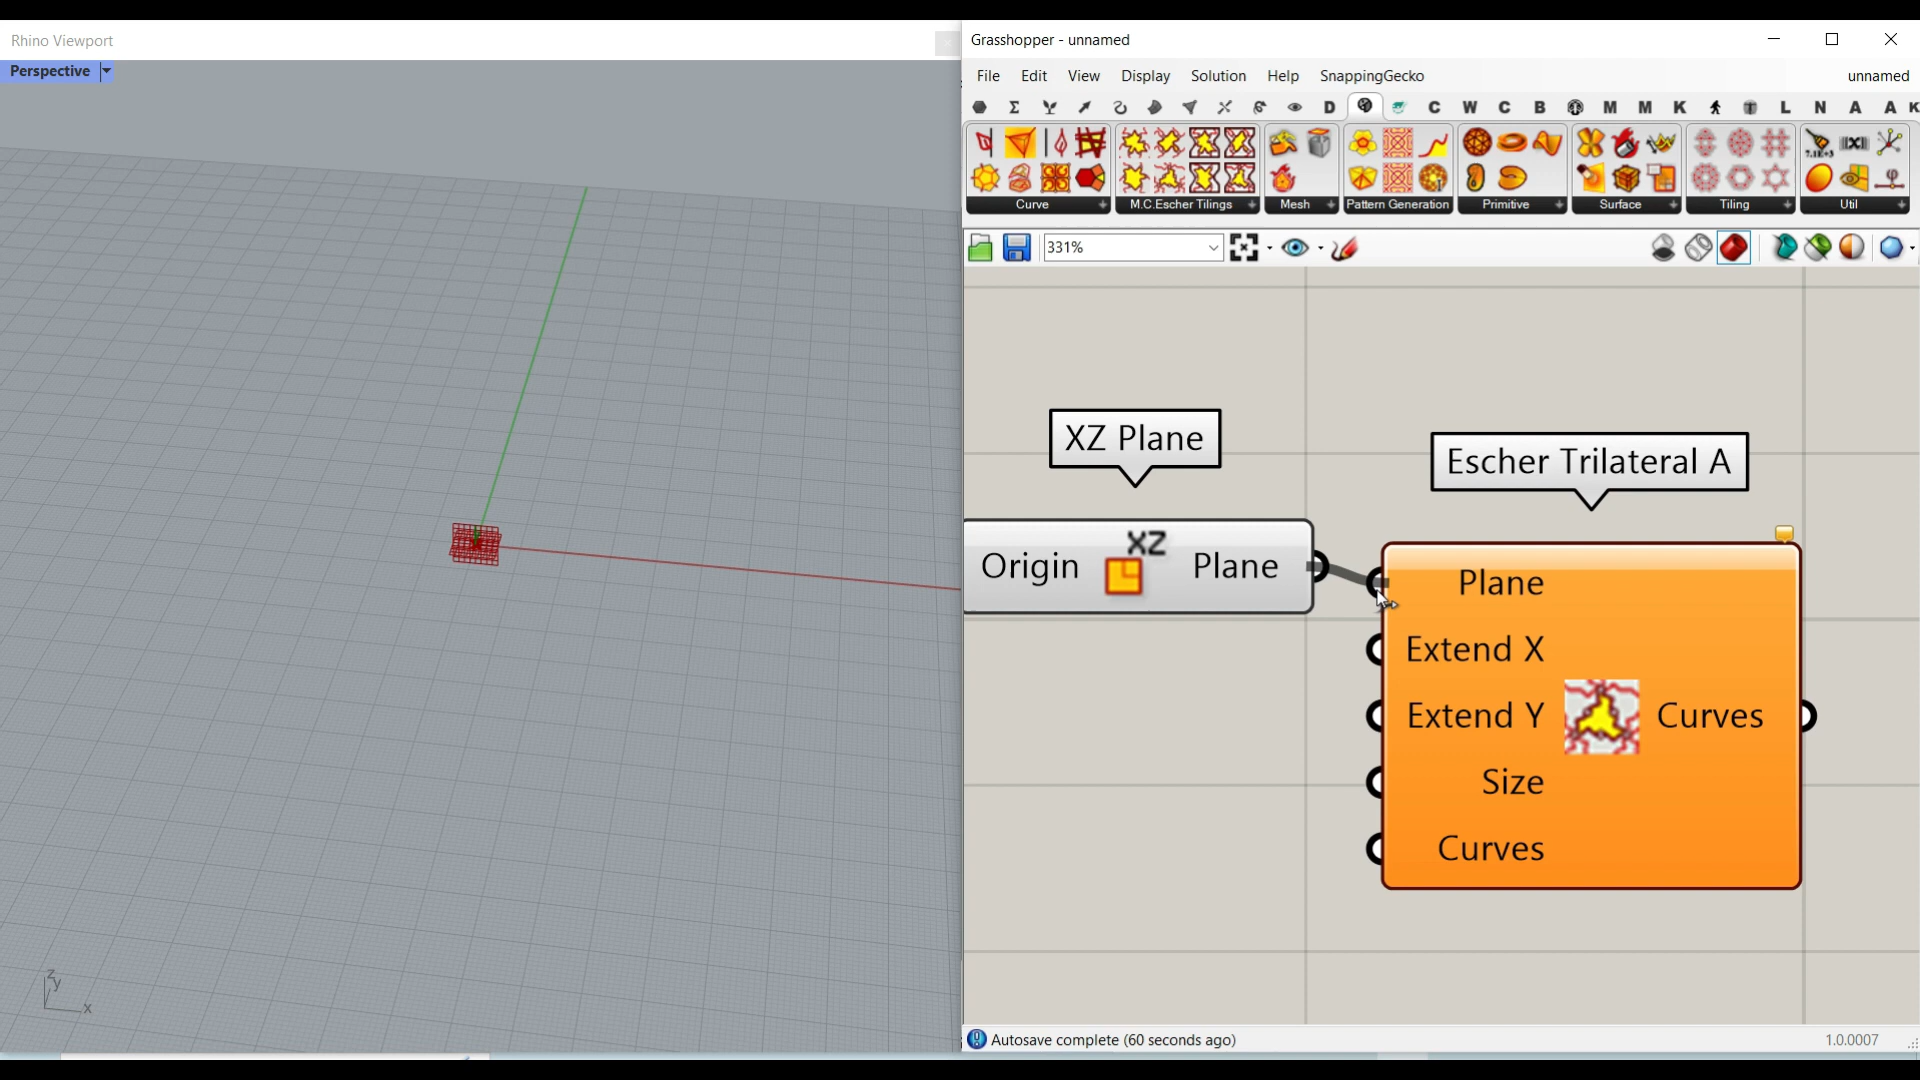 Rhino Viewport
Perspective
z
y
x
Grasshopper - unnamed
File Edit View Display Solution Help SnappingGecko unnamed
D C W C B M M K L N A A K
Curve M.C.Escher Tilings Mesh Pattern Generation Primitive Surface Tiling Util
331%
XZ Plane
Escher Trilateral A
Origin XZ Plane
Plane
Extend X
Extend Y Curves
Size
Curves
Autosave complete (60 seconds ago) 1.0.0007